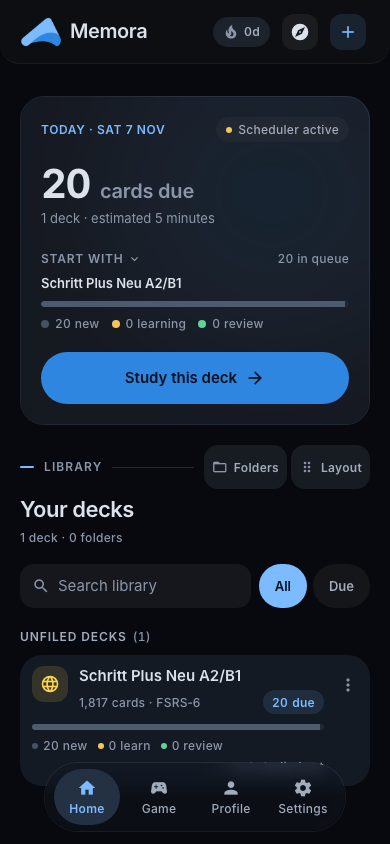 Memora
0d
TODAY · SAT 7 NOV
Scheduler active
20 cards due
1 deck · estimated 5 minutes
START WITH
20 in queue
Schritt Plus Neu A2/B1
20 new
0 learning
0 review
Study this deck
LIBRARY
Folders
Layout
Your decks
1 deck · 0 folders
Search library
All
Due
UNFILED DECKS (1)
Schritt Plus Neu A2/B1
1,817 cards · FSRS-6
20 due
20 new
0 learn
0 review
Home
Game
Profile
Settings